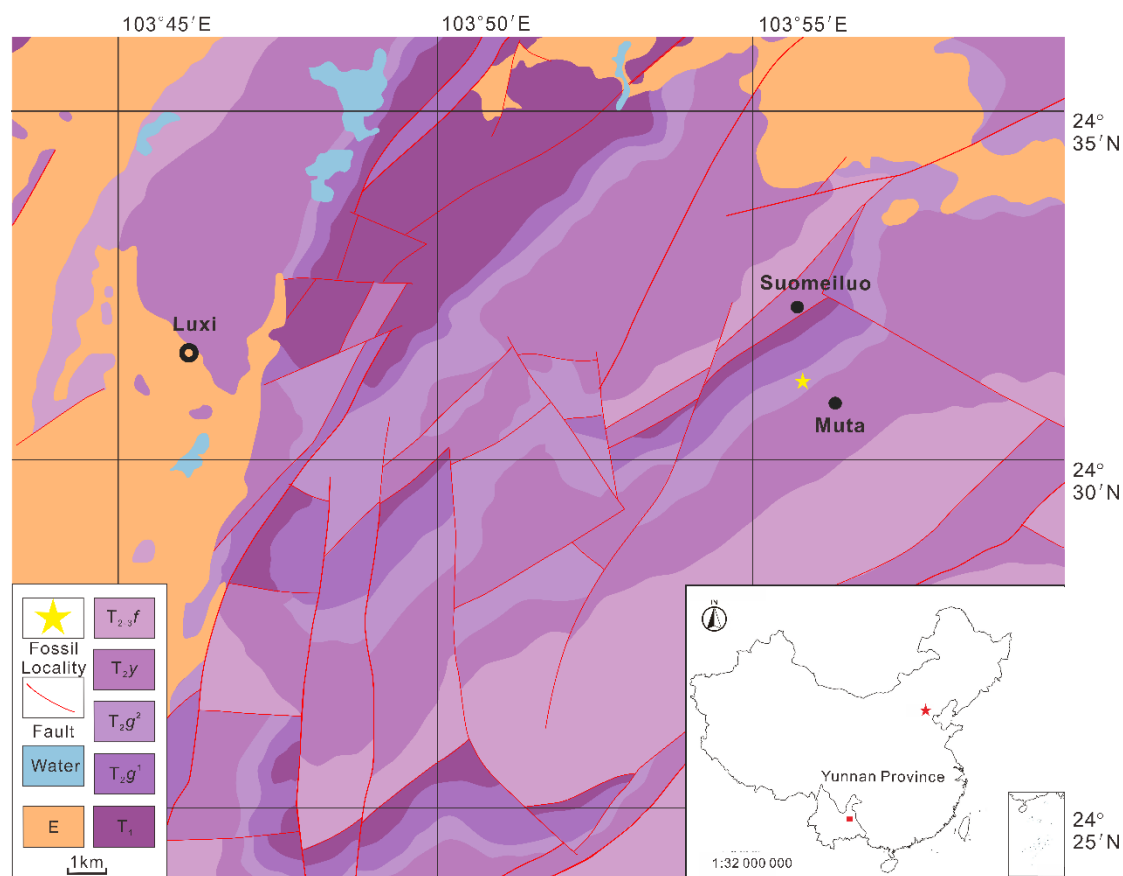 103°45′E
103°50′E
103°55′E
24°
35′N
Suomeiluo
Luxi
Muta
24°
30′N
Fossil
Locality
Fault
Water
E
1km
T₂₋₃f
T₂y
T₂g²
T₂g¹
T₁
N
Yunnan Province
1:32 000 000
24°
25′N